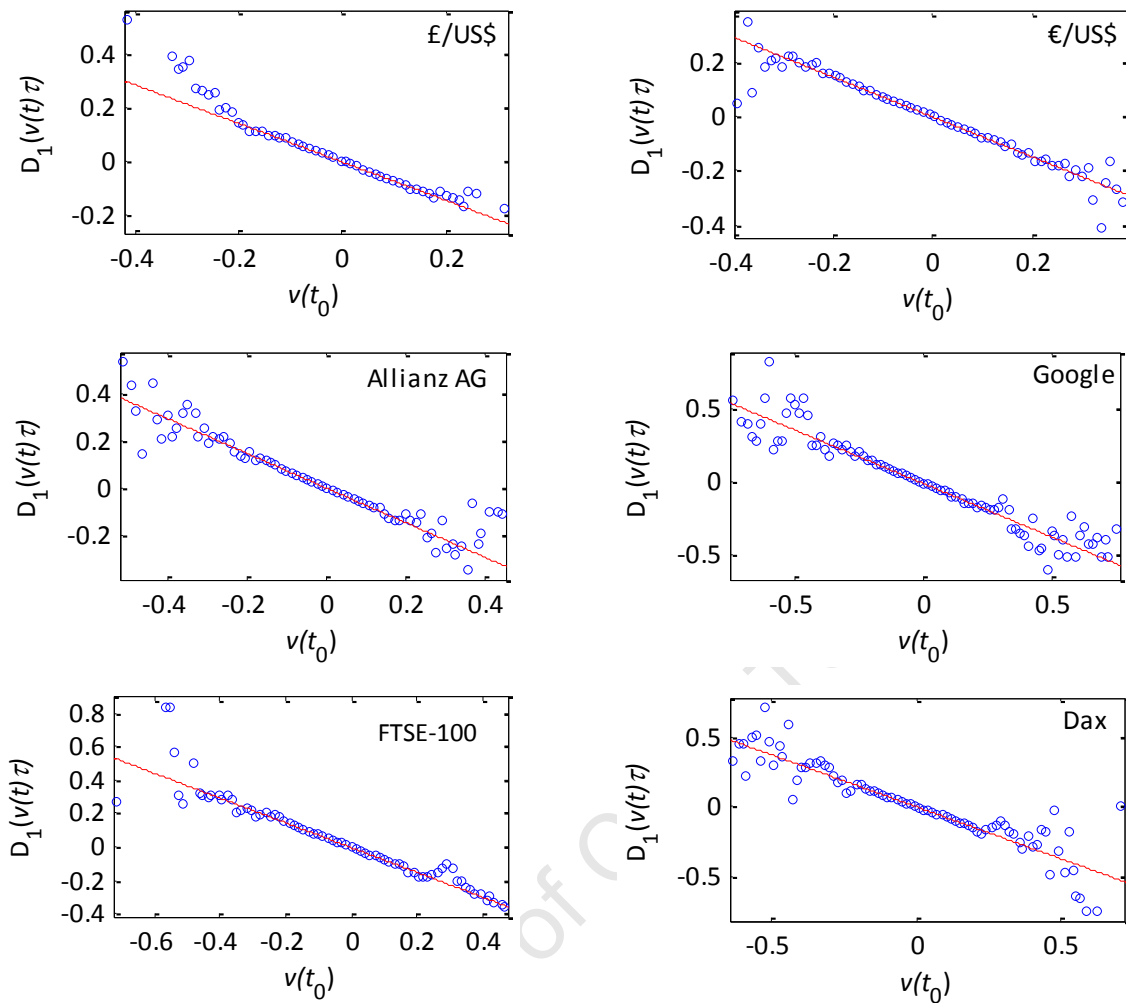 £/US$
D₁(v(t)τ)
0.4
0.2
0
-0.2
-0.4 -0.2 0 0.2
v(t₀)
€/US$
D₁(v(t)τ)
0.2
0
-0.2
-0.4
-0.4 -0.2 0 0.2
v(t₀)
Allianz AG
D₁(v(t)τ)
0.4
0.2
0
-0.2
-0.4 -0.2 0 0.2 0.4
v(t₀)
Google
D₁(v(t)τ)
0.5
0
-0.5
-0.5 0 0.5
v(t₀)
FTSE-100
D₁(v(t)τ)
0.8
0.6
0.4
0.2
0
-0.2
-0.4
-0.6 -0.4 -0.2 0 0.2 0.4
v(t₀)
Dax
D₁(v(t)τ)
0.5
0
-0.5
-0.5 0 0.5
v(t₀)
of C